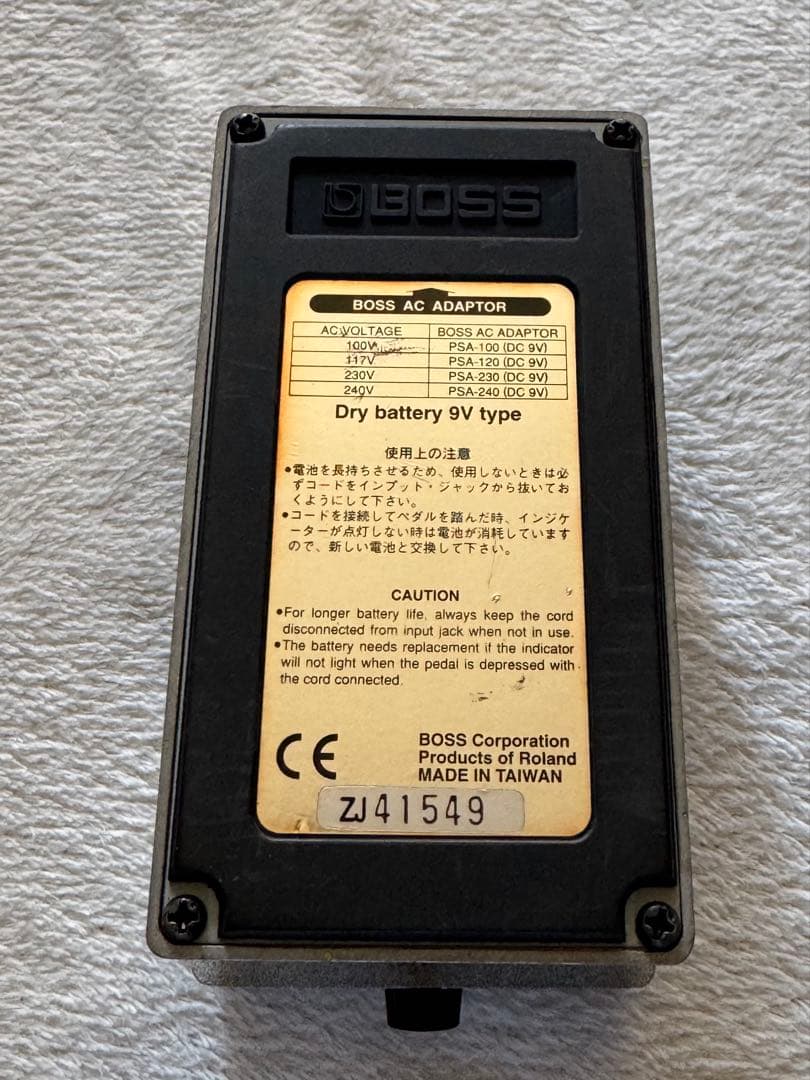 BOSS
BOSS AC ADAPTOR
AC VOLTAGE BOSS AC ADAPTOR
100V PSA-100 (DC 9V)
117V PSA-120 (DC 9V)
230V PSA-230 (DC 9V)
240V PSA-240 (DC 9V)
Dry battery 9V type
使用上の注意
●電池を長持ちさせるため、使用しないときは必
ずコードをインプット・ジャックから抜いてお
くようにして下さい。
●コードを接続してペダルを踏んだ時、インジケ
ーターが点灯しない時は電池が消耗しています
ので、新しい電池と交換して下さい。
CAUTION
●For longer battery life, always keep the cord
disconnected from input jack when not in use.
●The battery needs replacement if the indicator
will not light when the pedal is depressed with
the cord connected.
CE
BOSS Corporation
Products of Roland
MADE IN TAIWAN
ZJ41549